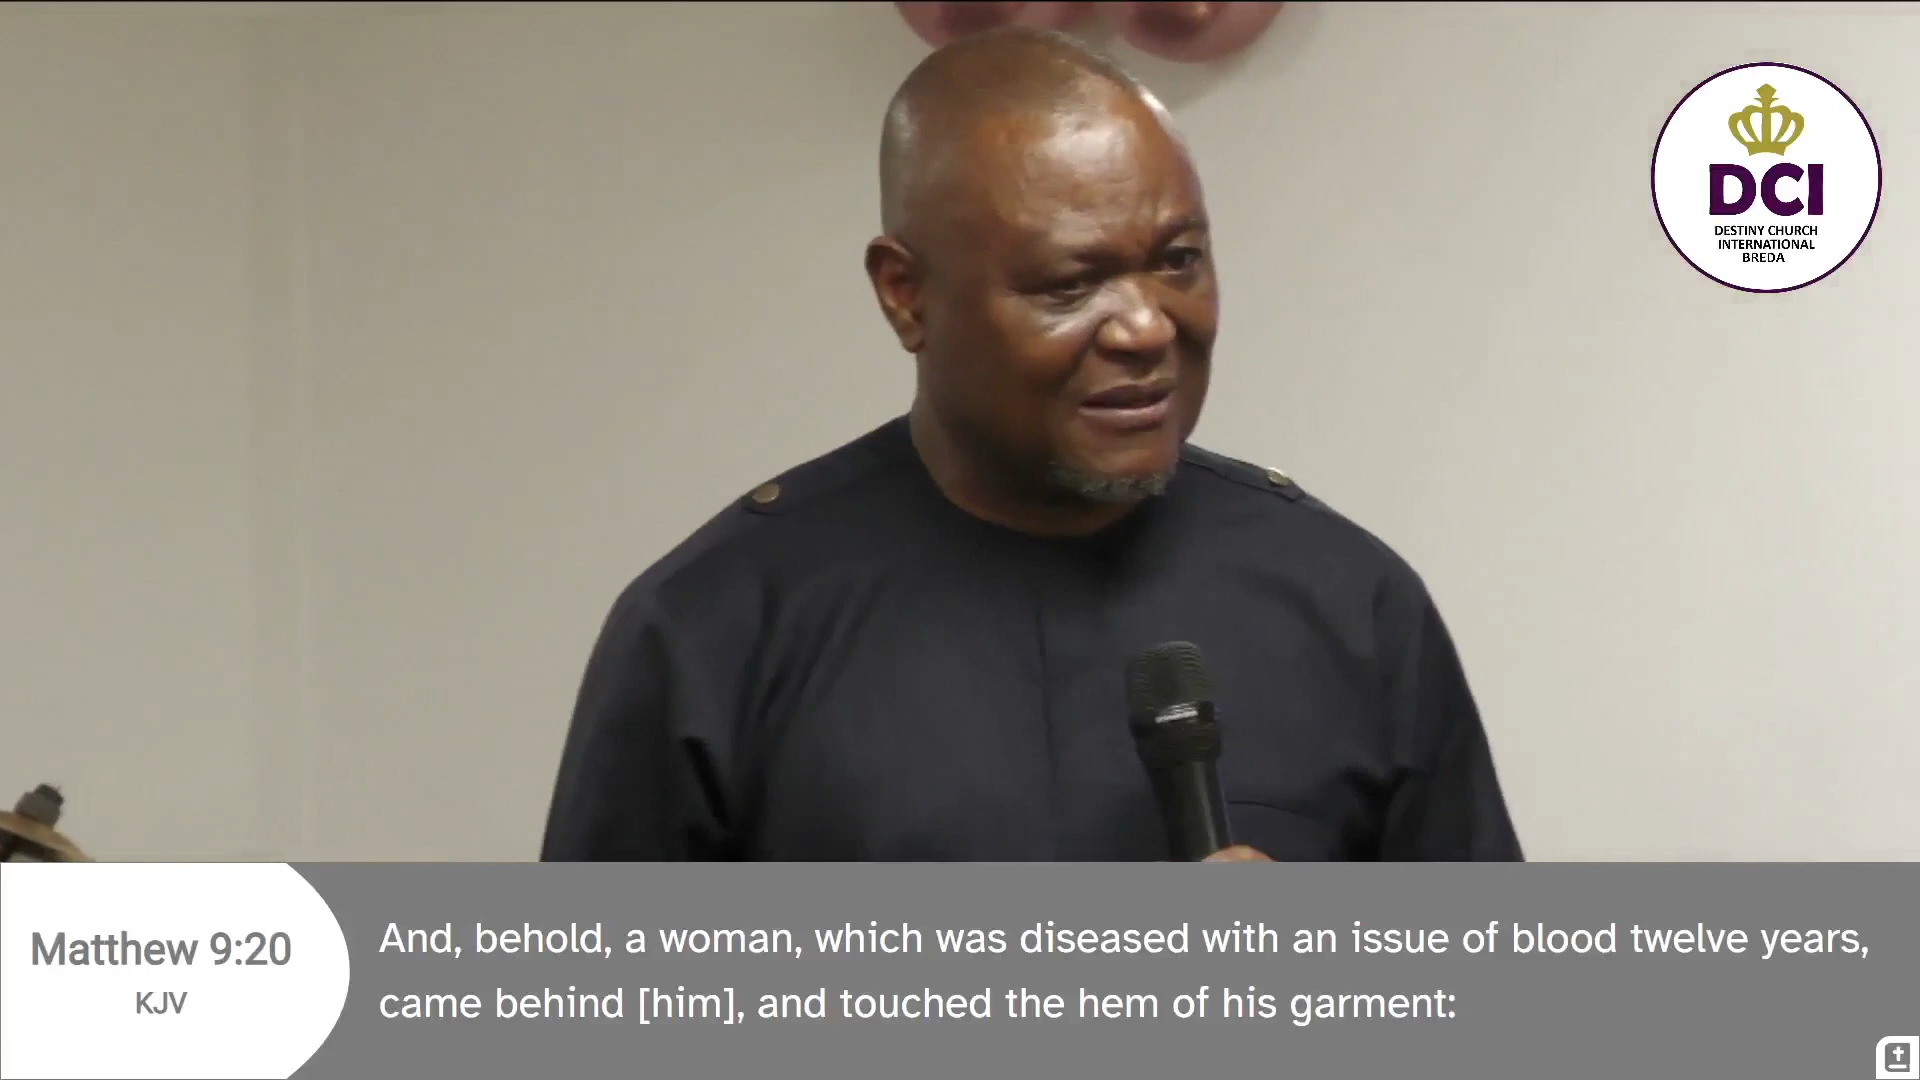 DCI
DESTINY CHURCH
INTERNATIONAL
BREDA
Matthew 9:20
KJV
And, behold, a woman, which was diseased with an issue of blood twelve years,
came behind [him], and touched the hem of his garment: